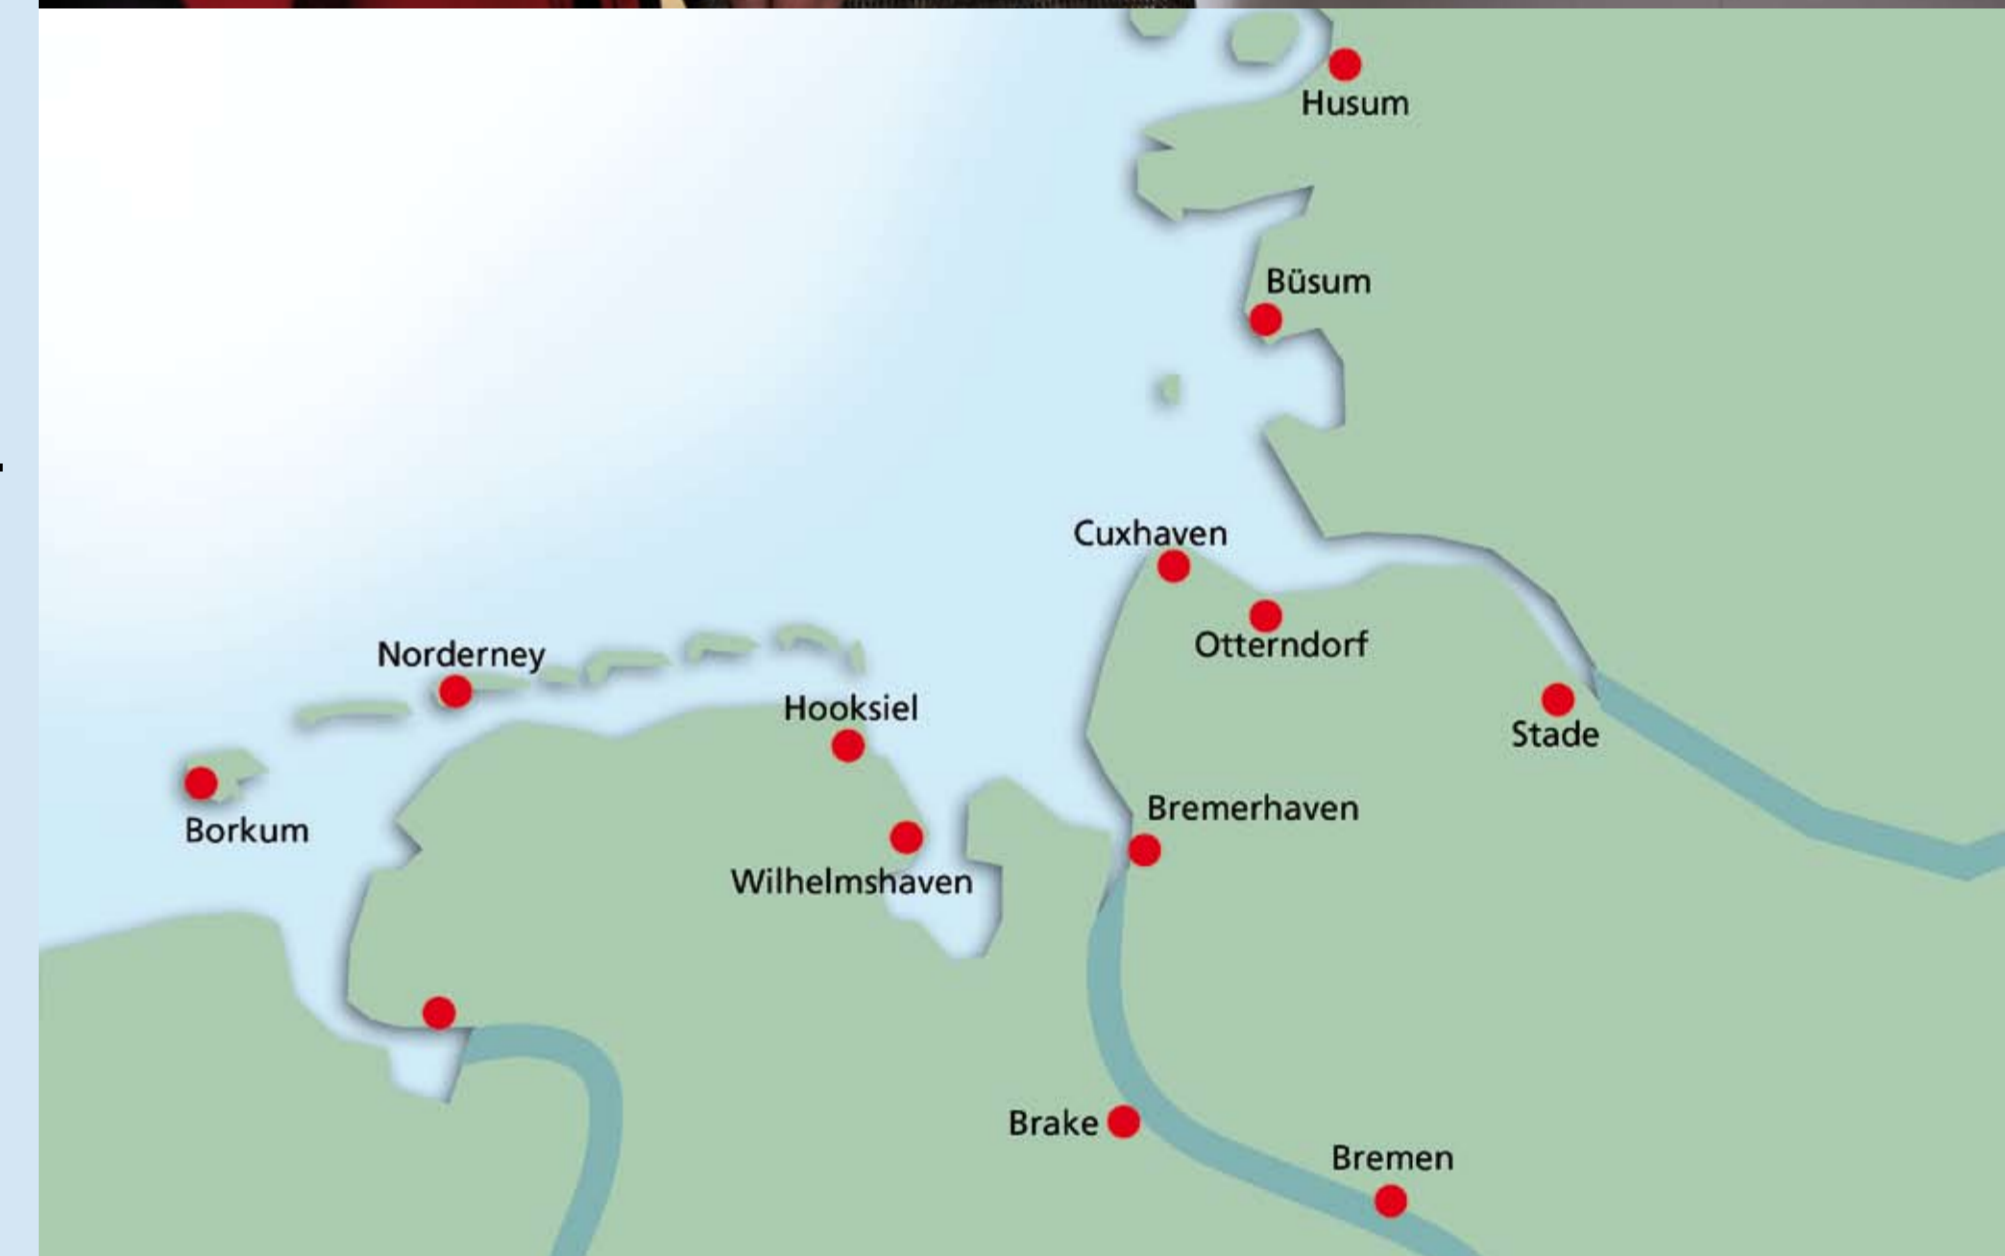 Husum
Büsum
Cuxhaven
Otterndorf
Norderney
Hooksiel
Stade
Bremerhaven
Borkum
Wilhelmshaven
Brake
Bremen